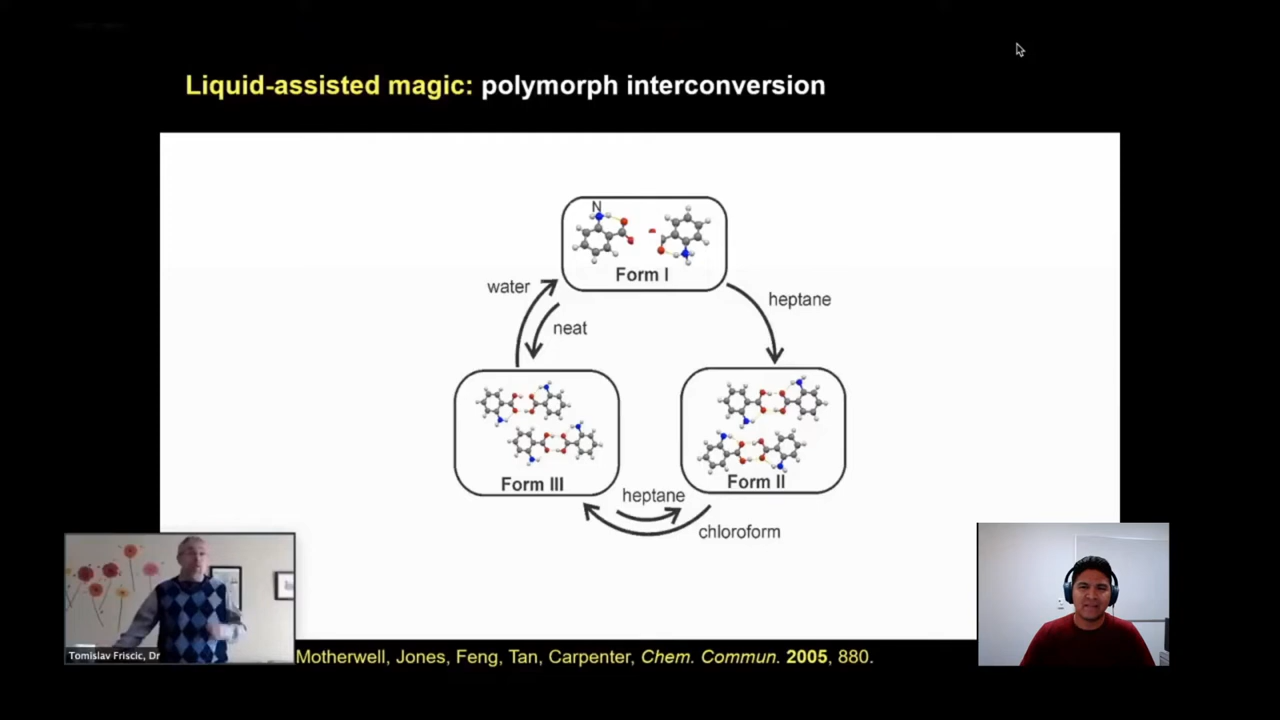 Liquid-assisted magic: polymorph interconversion
N
Form I
water
heptane
neat
Form III
Form II
heptane
chloroform
Tomislav Friscic, Dr
Motherwell, Jones, Feng, Tan, Carpenter, Chem. Commun. 2005, 880.